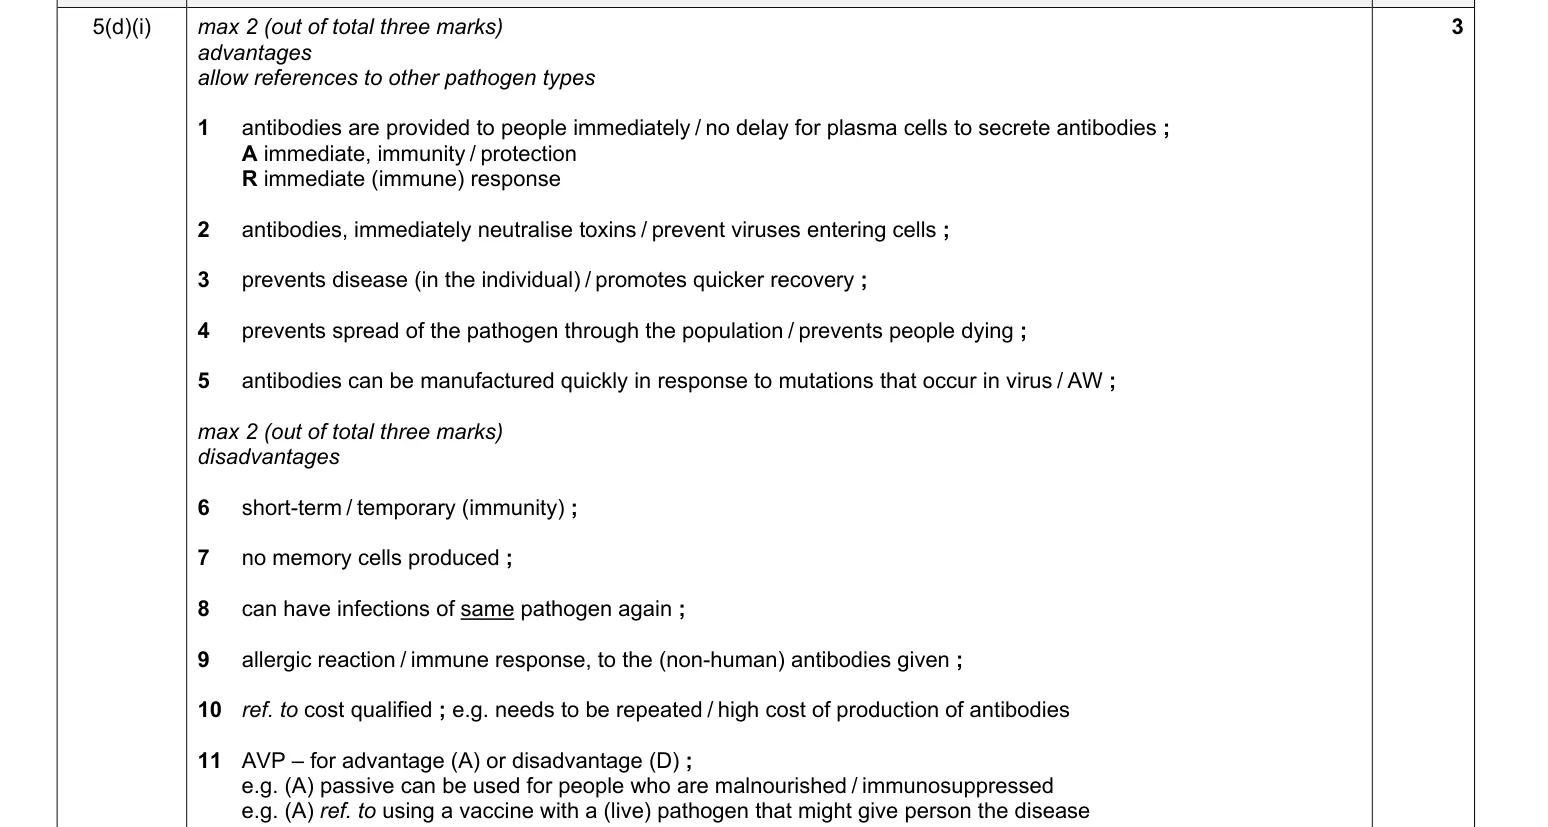 5(d)(i) max 2 (out of total three marks) 3
advantages
allow references to other pathogen types
1 antibodies are provided to people immediately / no delay for plasma cells to secrete antibodies ;
A immediate, immunity / protection
R immediate (immune) response
2 antibodies, immediately neutralise toxins / prevent viruses entering cells ;
3 prevents disease (in the individual) / promotes quicker recovery ;
4 prevents spread of the pathogen through the population / prevents people dying ;
5 antibodies can be manufactured quickly in response to mutations that occur in virus / AW ;
max 2 (out of total three marks)
disadvantages
6 short-term / temporary (immunity) ;
7 no memory cells produced ;
8 can have infections of same pathogen again ;
9 allergic reaction / immune response, to the (non-human) antibodies given ;
10 ref. to cost qualified ; e.g. needs to be repeated / high cost of production of antibodies
11 AVP – for advantage (A) or disadvantage (D) ;
e.g. (A) passive can be used for people who are malnourished / immunosuppressed
e.g. (A) ref. to using a vaccine with a (live) pathogen that might give person the disease